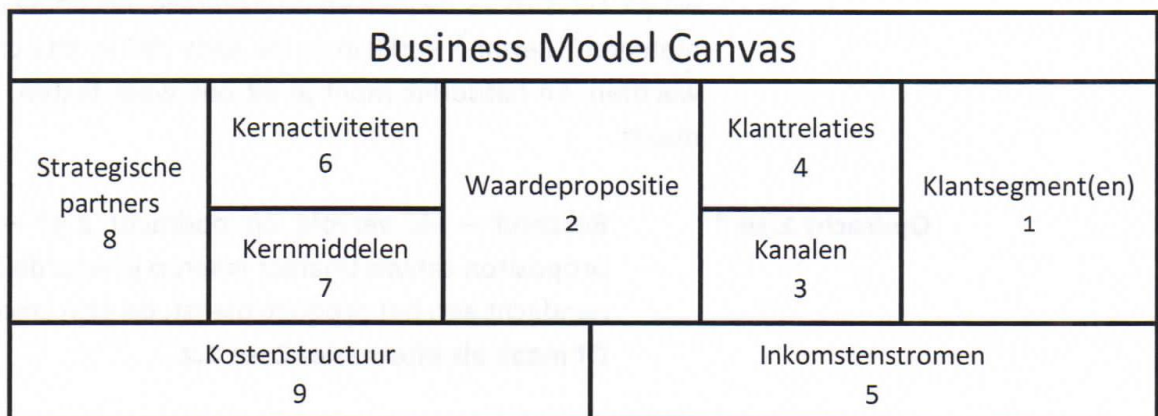 Business Model Canvas
Strategische
partners
8
Kernactiviteiten
6
Kernmiddelen
7
Waardepropositie
2
Klantrelaties
4
Kanalen
3
Klantsegment(en)
1
Kostenstructuur
9
Inkomstenstromen
5